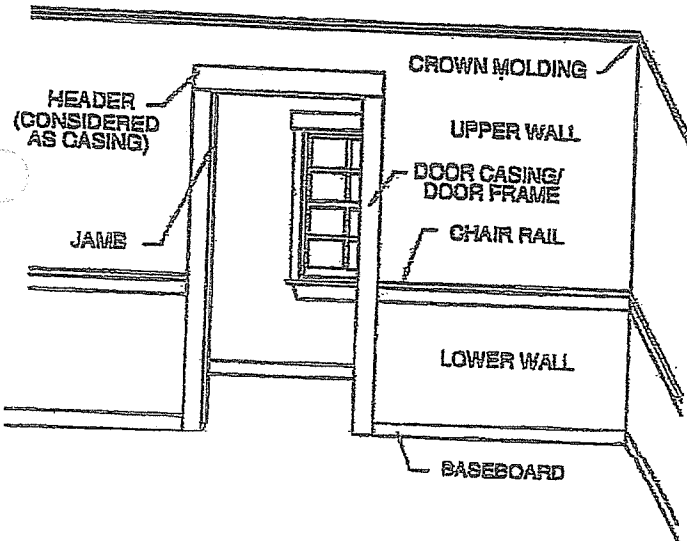 CROWN MOLDING
HEADER
(CONSIDERED
AS CASING)
UPPER WALL
DOOR CASING/
DOOR FRAME
JAMB
CHAIR RAIL
LOWER WALL
BASEBOARD